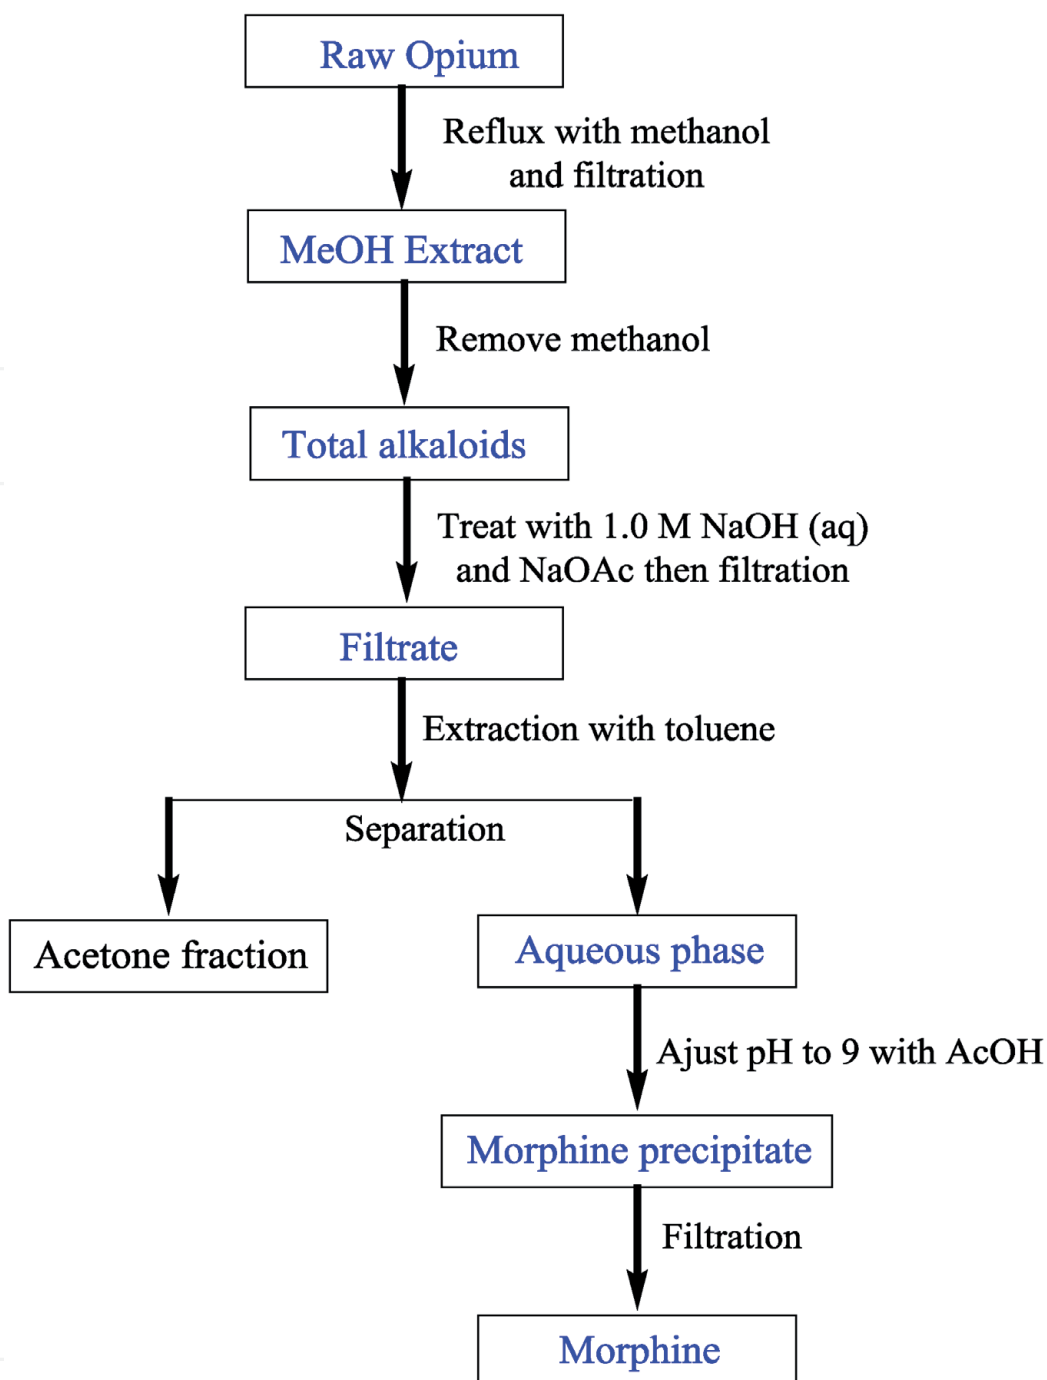 Raw Opium
Reflux with methanol
and filtration
MeOH Extract
Remove methanol
Total alkaloids
Treat with 1.0 M NaOH (aq)
and NaOAc then filtration
Filtrate
Extraction with toluene
Separation
Acetone fraction
Aqueous phase
Ajust pH to 9 with AcOH
Morphine precipitate
Filtration
Morphine